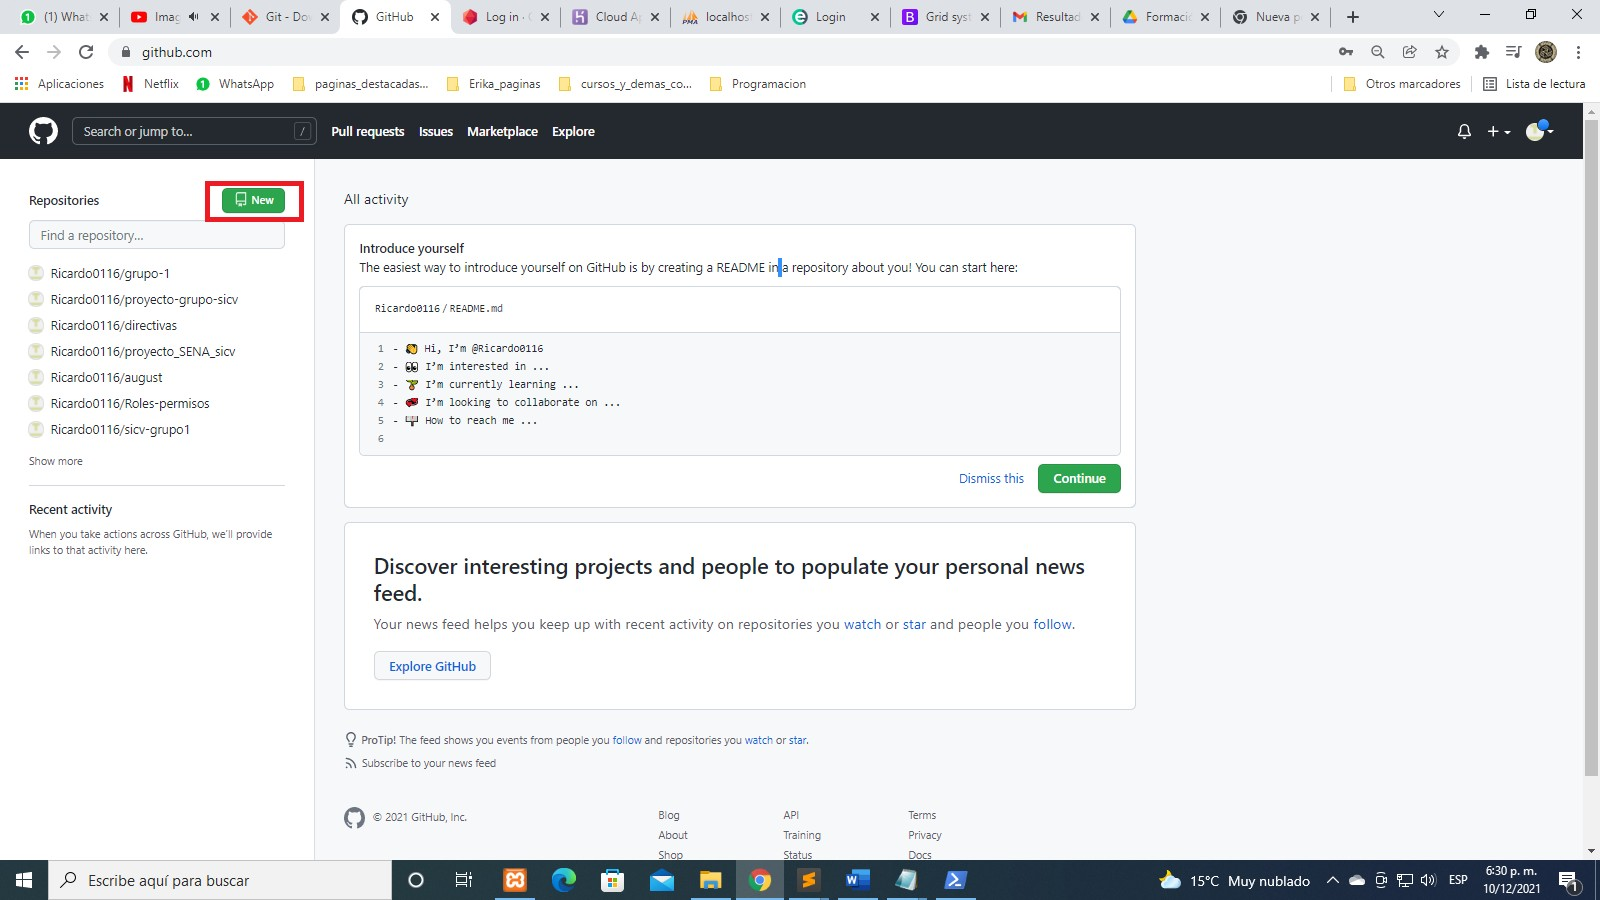 (1) What
Imag
Git - Dow
GitHub
Log in ·
Cloud Ap
localhos
Login
Grid syst
Resultad
Formaci
Nueva p
github.com
Aplicaciones
Netflix
WhatsApp
paginas_destacadas...
Erika_paginas
cursos_y_demas_co...
Programacion
Otros marcadores
Lista de lectura
Search or jump to...
/
Pull requests
Issues
Marketplace
Explore
Repositories
New
Find a repository...
Ricardo0116/grupo-1
Ricardo0116/proyecto-grupo-sicv
Ricardo0116/directivas
Ricardo0116/proyecto_SENA_sicv
Ricardo0116/august
Ricardo0116/Roles-permisos
Ricardo0116/sicv-grupo1
Show more
Recent activity
When you take actions across GitHub, we'll provide
links to that activity here.
All activity
Introduce yourself
The easiest way to introduce yourself on GitHub is by creating a README in a repository about you! You can start here:
Ricardo0116 / README.md
1 - 👋 Hi, I'm @Ricardo0116
2 - 👀 I'm interested in ...
3 - 🌱 I'm currently learning ...
4 - 💞️ I'm looking to collaborate on ...
5 - 📫 How to reach me ...
6
Dismiss this
Continue
Discover interesting projects and people to populate your personal news
feed.
Your news feed helps you keep up with recent activity on repositories you watch or star and people you follow.
Explore GitHub
ProTip! The feed shows you events from people you follow and repositories you watch or star.
Subscribe to your news feed
© 2021 GitHub, Inc.
Blog
About
Shop
API
Training
Status
Terms
Privacy
Docs
Escribe aquí para buscar
15°C Muy nublado
ESP
6:30 p. m.
10/12/2021
1